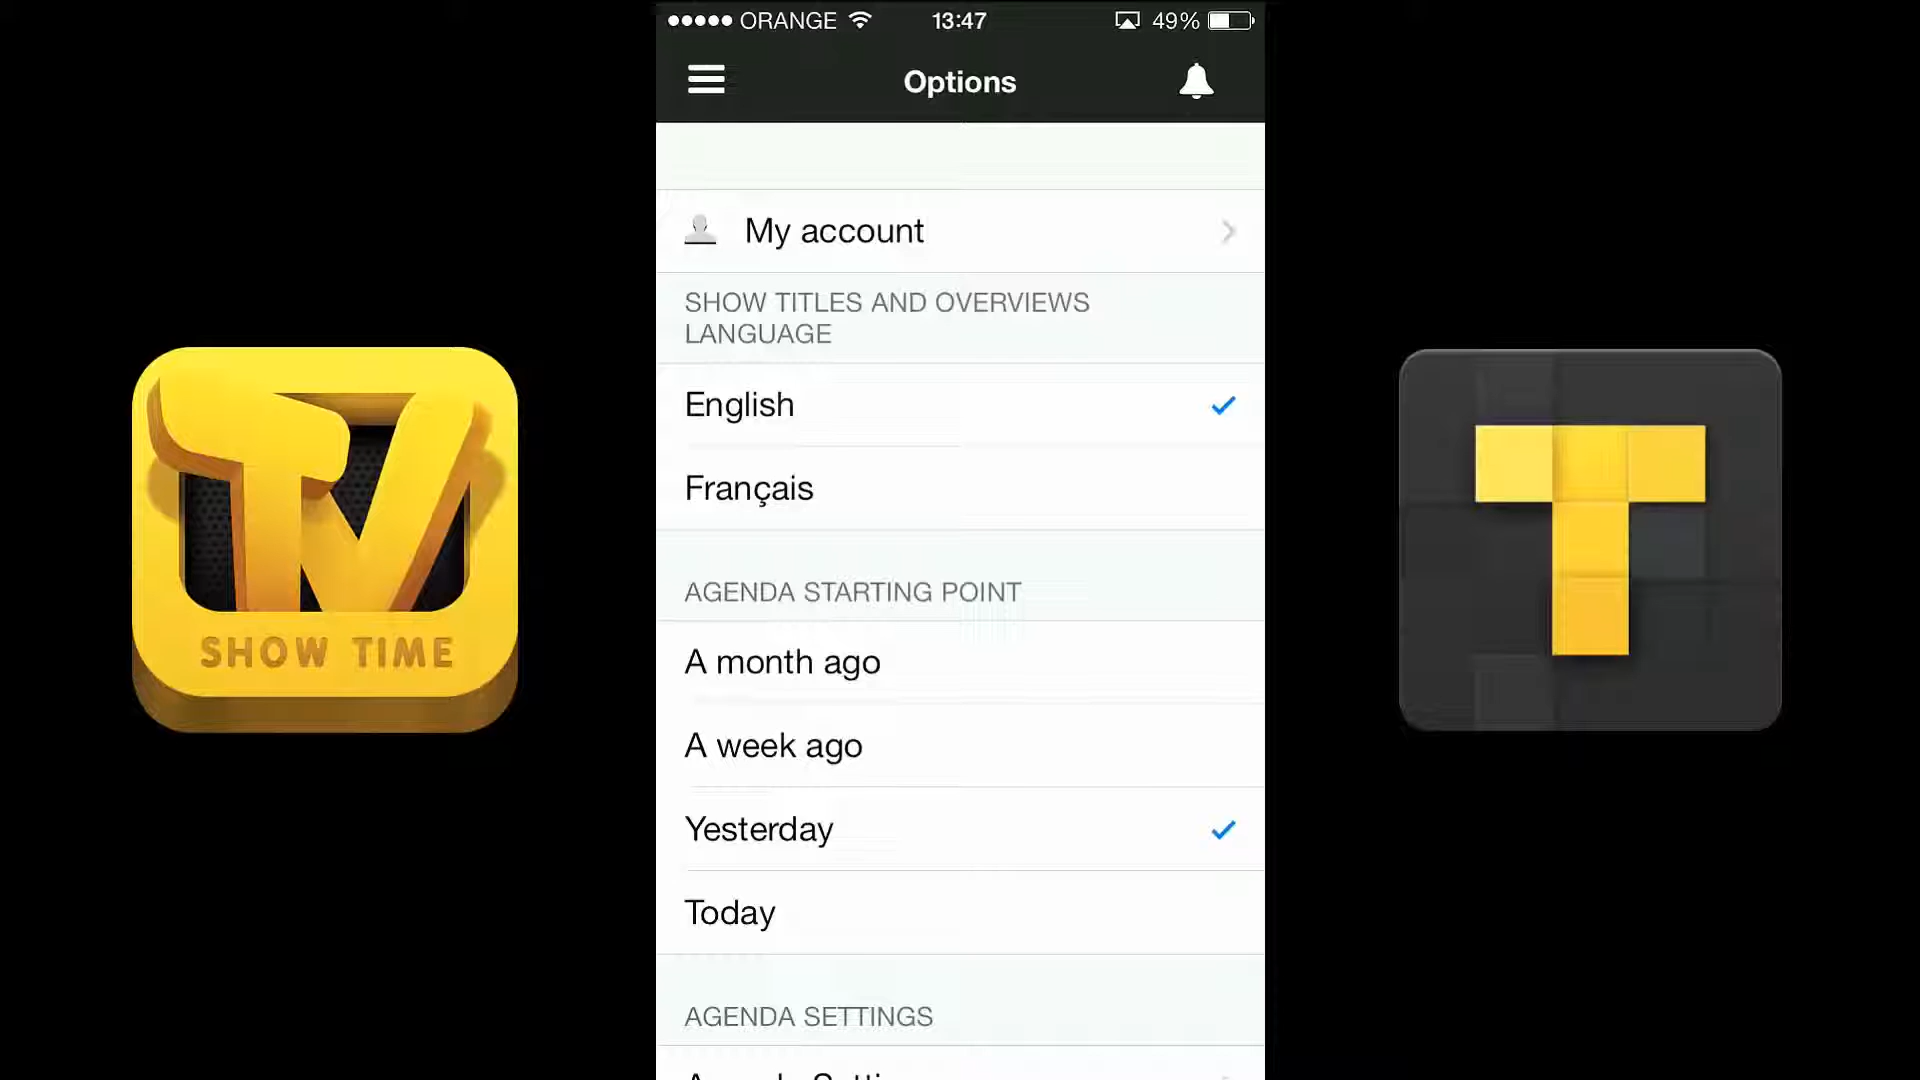 ORANGE 13:47 49%
Options
My account
SHOW TITLES AND OVERVIEWS
LANGUAGE
English
Français
AGENDA STARTING POINT
A month ago
A week ago
Yesterday
Today
AGENDA SETTINGS
TV
SHOW TIME
T